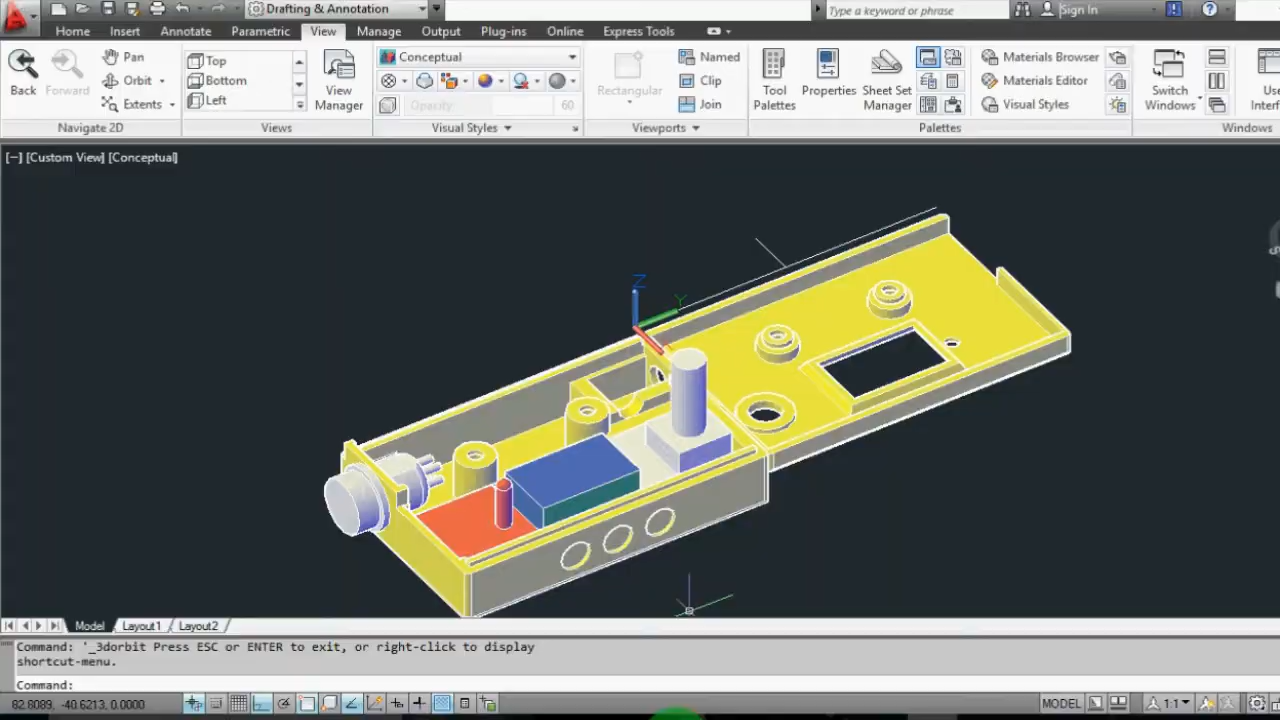 Drafting & Annotation
Type a keyword or phrase
Sign In
Home Insert Annotate Parametric View Manage Output Plug-ins Online Express Tools
Back
Forward
Pan
Orbit
Extents
Navigate 2D
Top
Bottom
Left
View Manager
Views
Conceptual
Opacity 60
Visual Styles
Rectangular
Named
Clip
Join
Viewports
Tool Palettes
Properties
Sheet Set Manager
Materials Browser
Materials Editor
Visual Styles
Palettes
Switch Windows
Windows
[−] [Custom View] [Conceptual]
Z
Y
Model Layout1 Layout2
Command: '_3dorbit Press ESC or ENTER to exit, or right-click to display
shortcut-menu.
Command:
82.8089, -40.6213, 0.0000
MODEL
1:1